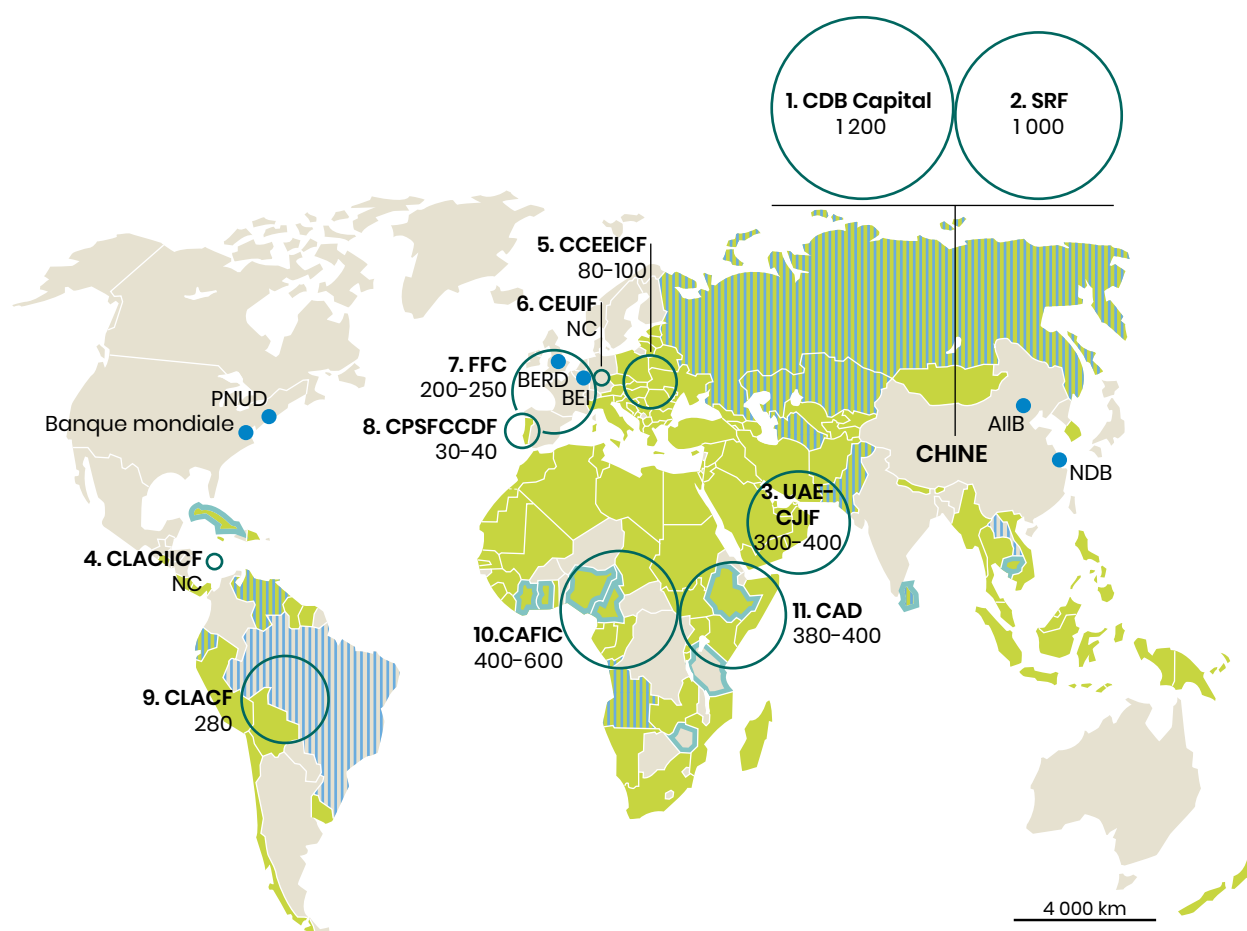 1. CDB Capital
1 200
2. SRF
1 000
5. CCEEICF
80-100
6. CEUIF
NC
7. FFC
200-250
BERD
BEI
PNUD
Banque mondiale
8. CPSFCCDF
30-40
AIIB
CHINE
NDB
3. UAE-
CJIF
300-400
4. CLACIICF
NC
10.CAFIC
400-600
11. CAD
380-400
9. CLACF
280
4 000 km